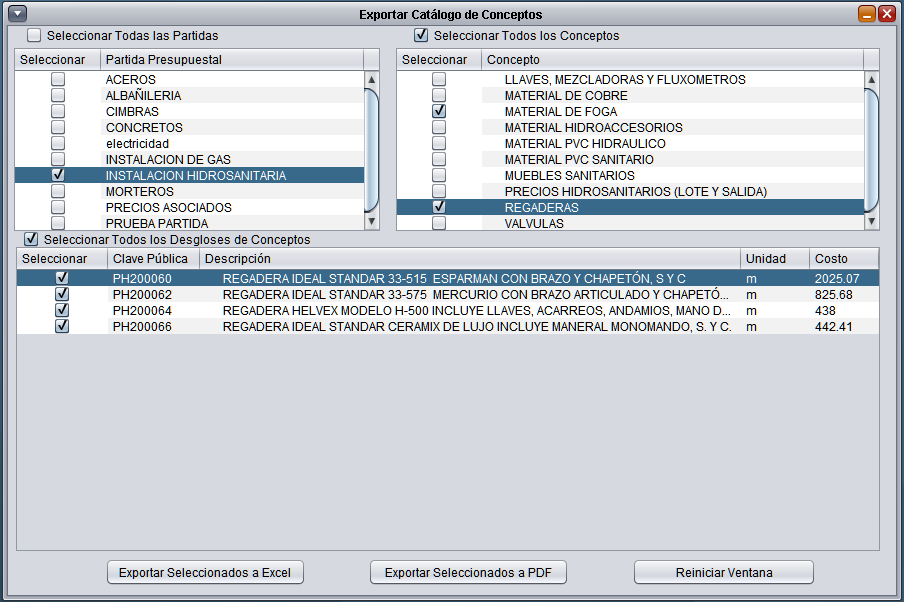 Exportar Catálogo de Conceptos
Seleccionar Todas las Partidas
Seleccionar Partida Presupuestal
ACEROS
ALBAÑILERIA
CIMBRAS
CONCRETOS
electricidad
INSTALACION DE GAS
INSTALACION HIDROSANITARIA
MORTEROS
PRECIOS ASOCIADOS
PRUEBA PARTIDA
Seleccionar Todos los Conceptos
Seleccionar Concepto
LLAVES, MEZCLADORAS Y FLUXOMETROS
MATERIAL DE COBRE
MATERIAL DE FOGA
MATERIAL HIDROACCESORIOS
MATERIAL PVC HIDRAULICO
MATERIAL PVC SANITARIO
MUEBLES SANITARIOS
PRECIOS HIDROSANITARIOS (LOTE Y SALIDA)
REGADERAS
VALVULAS
Seleccionar Todos los Desgloses de Conceptos
Seleccionar Clave Pública Descripción Unidad Costo
PH200060 REGADERA IDEAL STANDAR 33-515 ESPARMAN CON BRAZO Y CHAPETÓN, S Y C m 2025.07
PH200062 REGADERA IDEAL STANDAR 33-575 MERCURIO CON BRAZO ARTICULADO Y CHAPETÓ... m 825.68
PH200064 REGADERA HELVEX MODELO H-500 INCLUYE LLAVES, ACARREOS, ANDAMIOS, MANO D... m 438
PH200066 REGADERA IDEAL STANDAR CERAMIX DE LUJO INCLUYE MANERAL MONOMANDO, S. Y C. m 442.41
Exportar Seleccionados a Excel Exportar Seleccionados a PDF Reiniciar Ventana